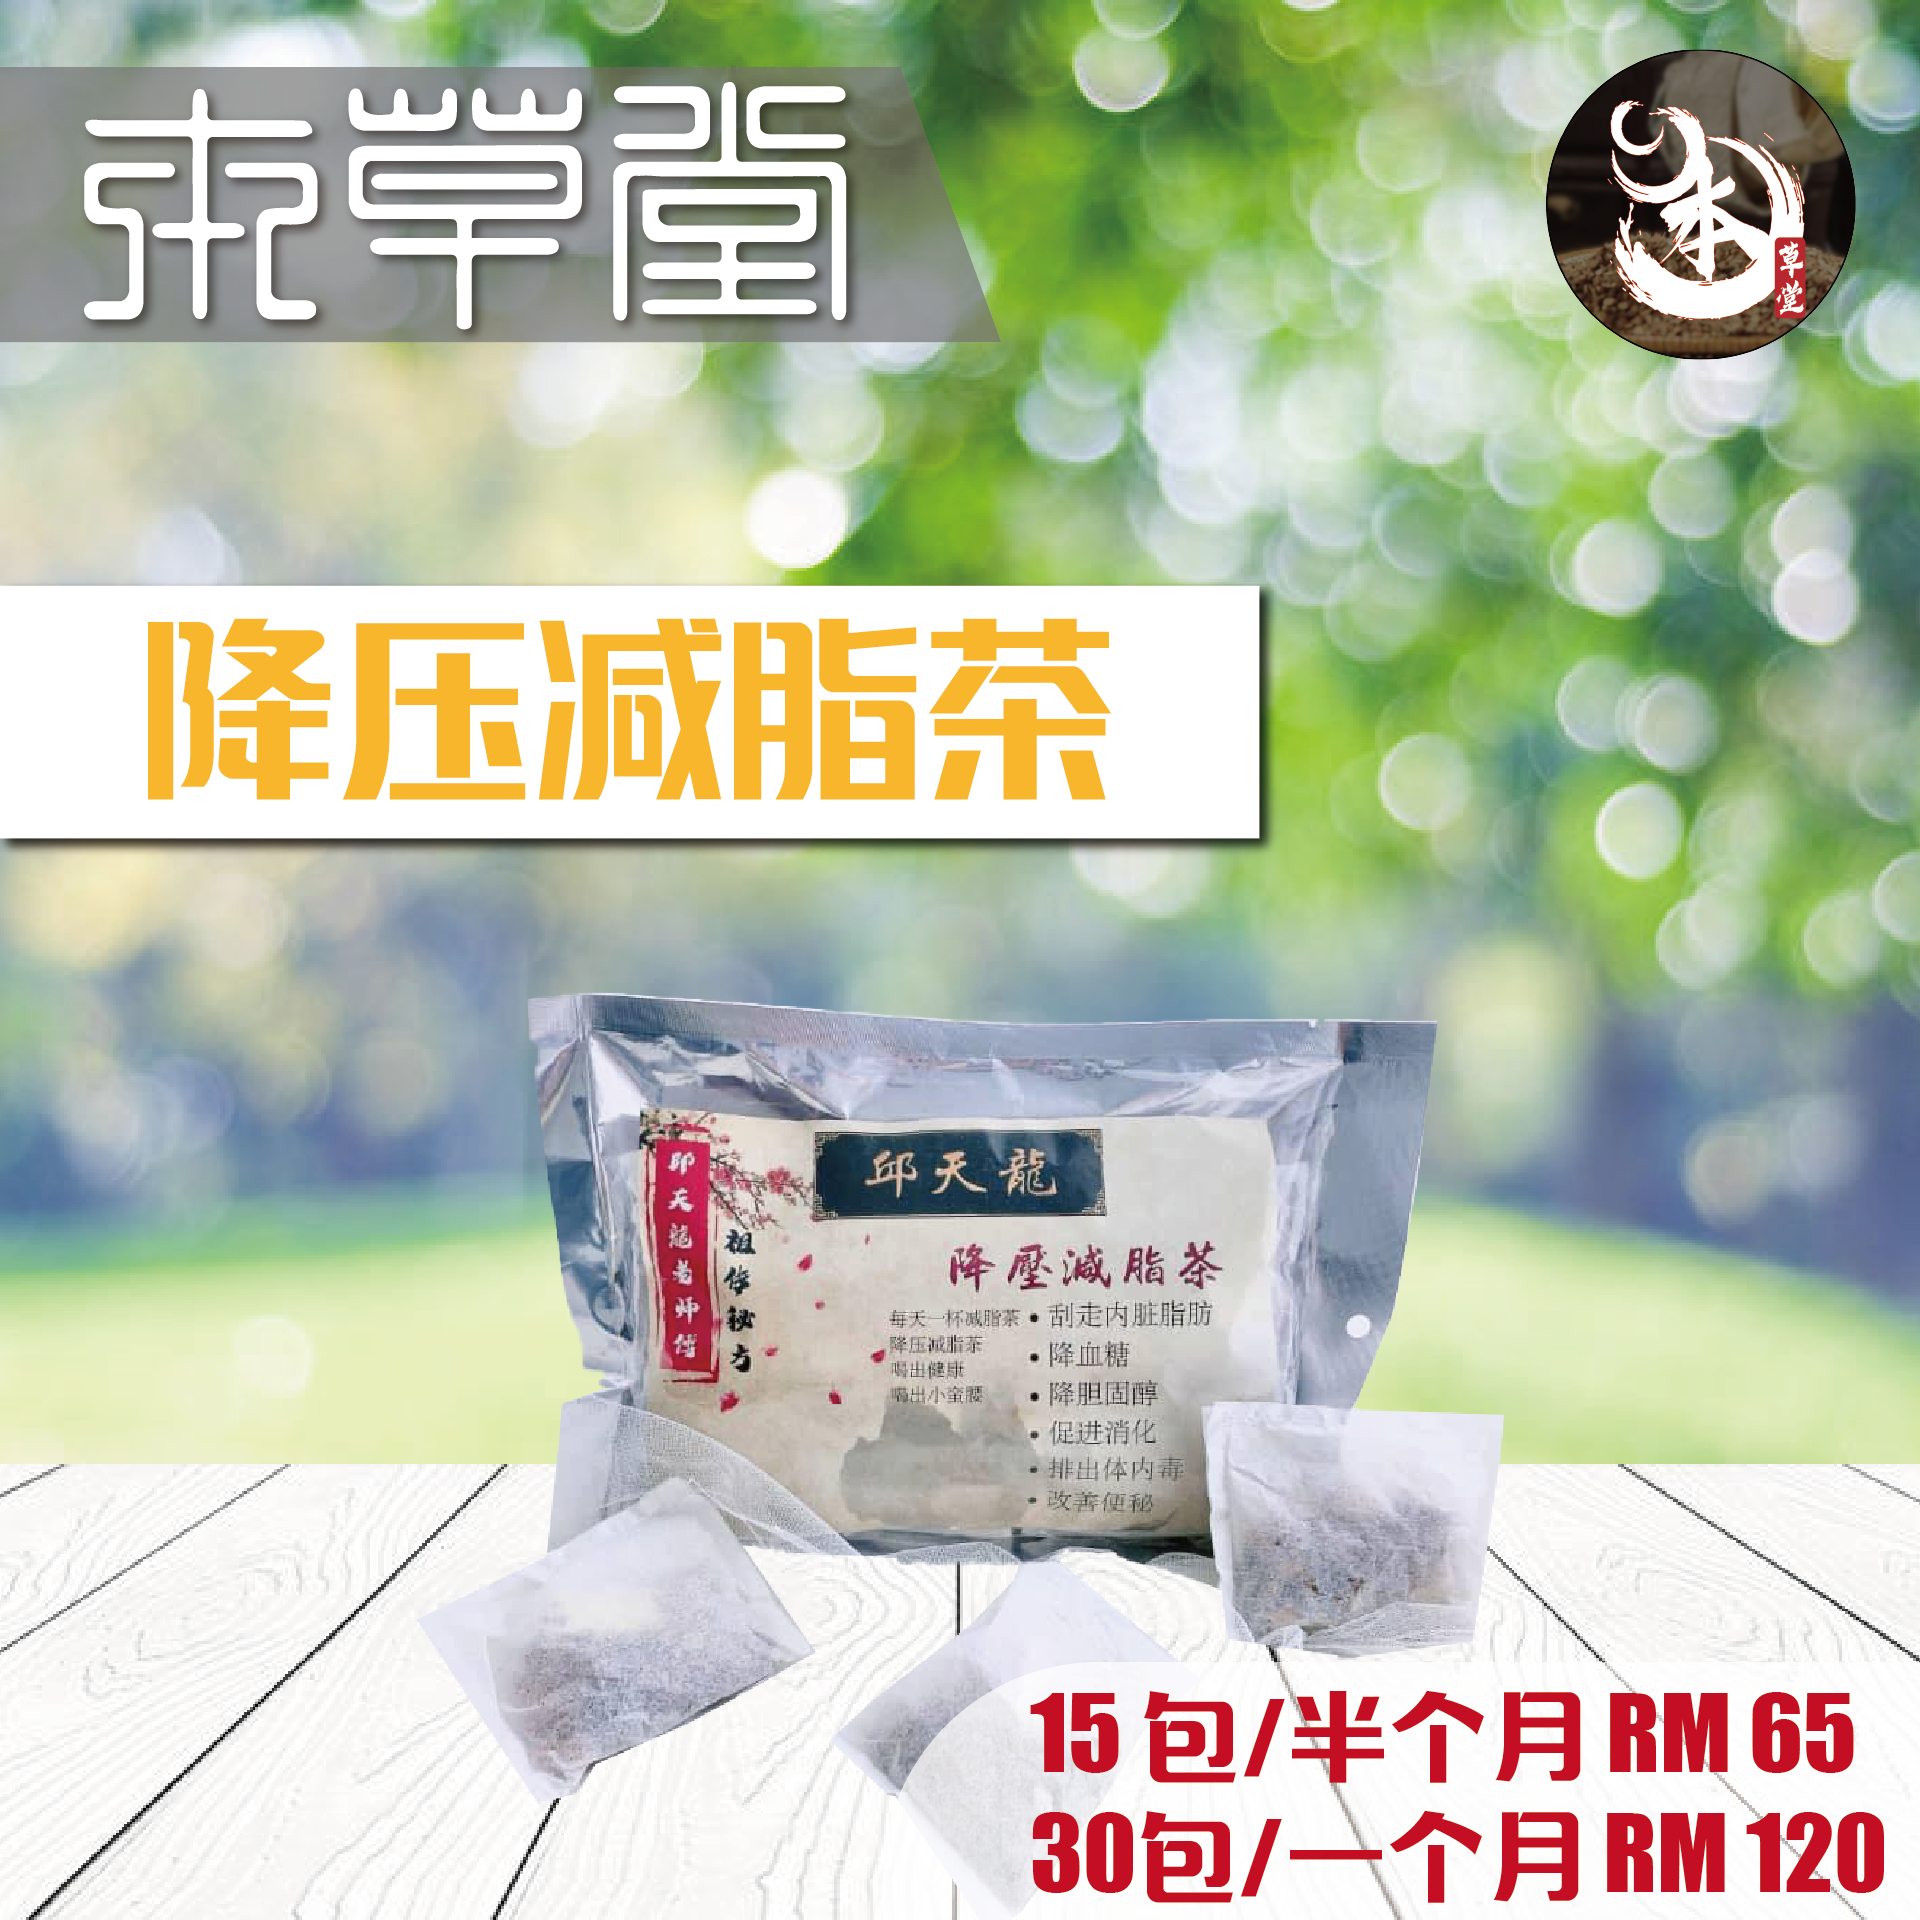 本草堂
本
草堂
降压减脂茶
邱天龍
邱天龍老师傅
祖传秘方
降壓减脂茶
每天一杯减脂茶
降压减脂茶
喝出健康
喝出小蛮腰
• 刮走内脏脂肪
• 降血糖
• 降胆固醇
• 促进消化
• 排出体内毒
• 改善便秘
15 包/半个月 RM 65
30包/一个月 RM 120